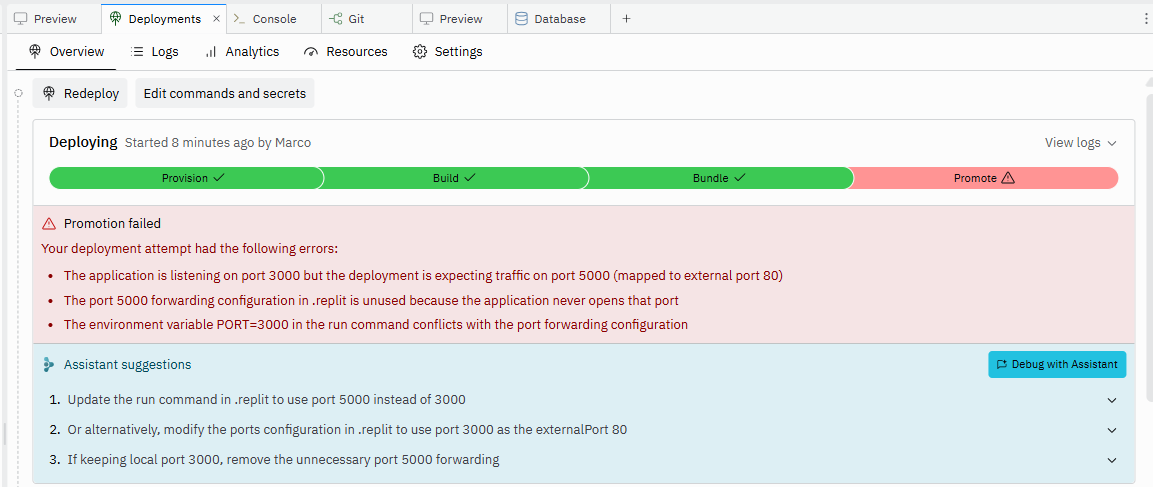 Preview Deployments Console Git Preview Database
Overview Logs Analytics Resources Settings
Redeploy Edit commands and secrets
Deploying Started 8 minutes ago by Marco View logs
Provision Build Bundle Promote
Promotion failed
Your deployment attempt had the following errors:
• The application is listening on port 3000 but the deployment is expecting traffic on port 5000 (mapped to external port 80)
• The port 5000 forwarding configuration in .replit is unused because the application never opens that port
• The environment variable PORT=3000 in the run command conflicts with the port forwarding configuration
Assistant suggestions Debug with Assistant
1. Update the run command in .replit to use port 5000 instead of 3000
2. Or alternatively, modify the ports configuration in .replit to use port 3000 as the externalPort 80
3. If keeping local port 3000, remove the unnecessary port 5000 forwarding